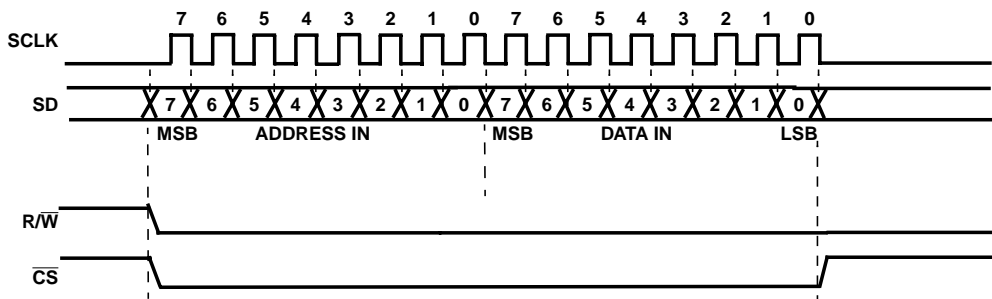 7 6 5 4 3 2 1 0 7 6 5 4 3 2 1 0
SCLK
SD 7 6 5 4 3 2 1 0 7 6 5 4 3 2 1 0
MSB ADDRESS IN MSB DATA IN LSB
R/W̅
C̅S̅